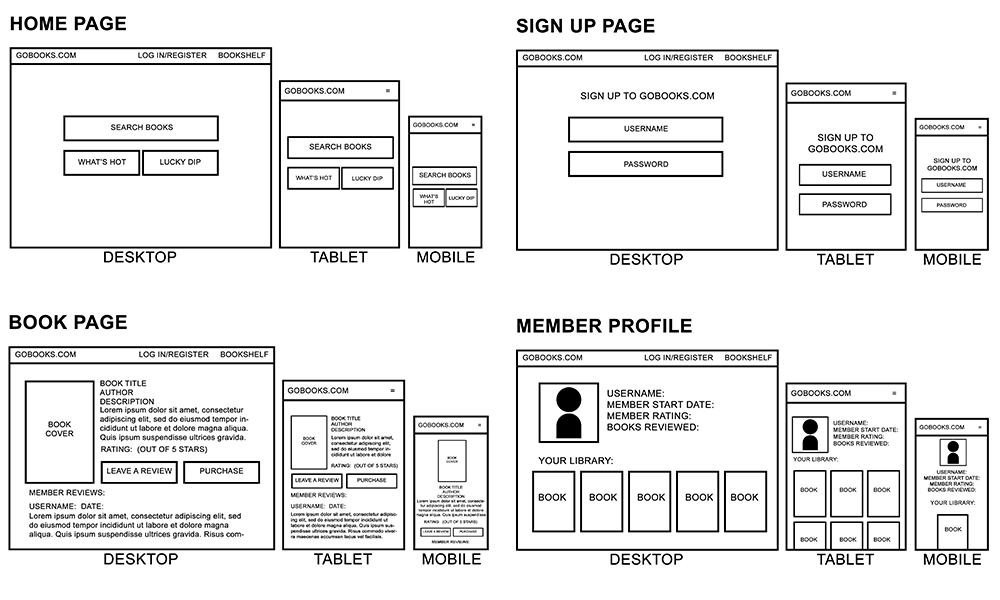 HOME PAGE
GOBOOKS.COM LOG IN/REGISTER BOOKSHELF
SEARCH BOOKS
WHAT'S HOT LUCKY DIP
DESKTOP
GOBOOKS.COM ≡
SEARCH BOOKS
WHAT'S HOT LUCKY DIP
TABLET
GOBOOKS.COM ≡
SEARCH BOOKS
WHAT'S
HOT
LUCKY DIP
MOBILE
SIGN UP PAGE
GOBOOKS.COM LOG IN/REGISTER BOOKSHELF
SIGN UP TO GOBOOKS.COM
USERNAME
PASSWORD
DESKTOP
GOBOOKS.COM ≡
SIGN UP TO
GOBOOKS.COM
USERNAME
PASSWORD
TABLET
GOBOOKS.COM ≡
SIGN UP TO
GOBOOKS.COM
USERNAME
PASSWORD
MOBILE
BOOK PAGE
GOBOOKS.COM LOG IN/REGISTER BOOKSHELF
BOOK
COVER
BOOK TITLE
AUTHOR
DESCRIPTION
Lorem ipsum dolor sit amet, consectetur
adipiscing elit, sed do eiusmod tempor in-
cididunt ut labore et dolore magna aliqua.
Quis ipsum suspendisse ultrices gravida.
RATING: (OUT OF 5 STARS)
LEAVE A REVIEW PURCHASE
MEMBER REVIEWS:
USERNAME: DATE:
Lorem ipsum dolor sit amet, consectetur adipiscing elit, sed
do eiusmod tempor incididunt ut labore et dolore magna
aliqua. Quis ipsum suspendisse ultrices gravida. Risus com-
DESKTOP
GOBOOKS.COM ≡
BOOK
COVER
BOOK TITLE
AUTHOR
DESCRIPTION
Lorem ipsum dolor sit amet,
consectetur adipiscing elit,
sed do eiusmod tempor
incididunt ut labore et dolore
RATING: (OUT OF 5 STARS)
LEAVE A REVIEW PURCHASE
MEMBER REVIEWS:
USERNAME: DATE:
Lorem ipsum dolor sit amet, consectetur
adipiscing elit, sed do eiusmod tempor
incididunt ut labore et
dolore magna aliqua. Quis ipsum sus-
pendisse ultrices gravida. Risus commodo viver-
ra maecenas accumsan lacus vel facilisis.
TABLET
GOBOOKS.COM ≡
BOOK
COVER
BOOK TITLE
AUTHOR
DESCRIPTION
Lorem ipsum dolor sit amet, consecte-
tur adipiscing elit, sed do eiusmod
tempor incididunt ut labore et dolore
magna aliqua. Quis ipsum suspendisse
RATING: (OUT OF 5 STARS)
LEAVE A REVIEW PURCHASE
MEMBER REVIEWS:
MOBILE
MEMBER PROFILE
GOBOOKS.COM LOG IN/REGISTER BOOKSHELF
USERNAME:
MEMBER START DATE:
MEMBER RATING:
BOOKS REVIEWED:
YOUR LIBRARY:
BOOK BOOK BOOK BOOK BOOK
DESKTOP
GOBOOKS.COM ≡
USERNAME:
MEMBER START DATE:
MEMBER RATING:
BOOKS REVIEWED:
YOUR LIBRARY:
BOOK BOOK BOOK
BOOK BOOK BOOK
TABLET
GOBOOKS.COM ≡
USERNAME:
MEMBER START DATE:
MEMBER RATING:
BOOKS REVIEWED:
YOUR LIBRARY:
BOOK
MOBILE